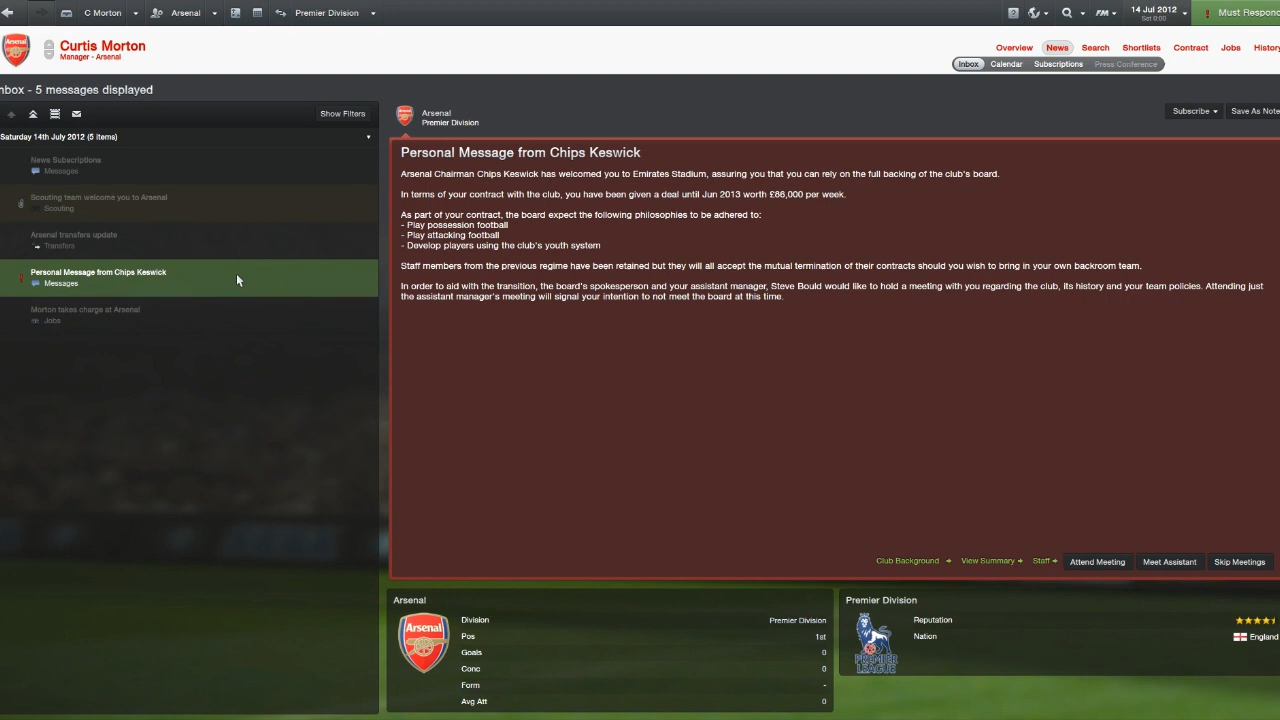 C Morton
Arsenal
Premier Division
FM
14 Jul 2012
Sat 0:00
Must Respond
Curtis Morton
Manager - Arsenal
Overview
News
Search
Shortlists
Contract
Jobs
History
Inbox
Calendar
Subscriptions
Press Conference
nbox - 5 messages displayed
Show Filters
Saturday 14th July 2012 (5 items)
News Subscriptions
Messages
Scouting team welcome you to Arsenal
Scouting
Arsenal transfers update
Transfers
Personal Message from Chips Keswick
Messages
Morton takes charge at Arsenal
Jobs
Arsenal
Premier Division
Subscribe
Save As Note
Personal Message from Chips Keswick
Arsenal Chairman Chips Keswick has welcomed you to Emirates Stadium, assuring you that you can rely on the full backing of the club's board.
In terms of your contract with the club, you have been given a deal until Jun 2013 worth £86,000 per week.
As part of your contract, the board expect the following philosophies to be adhered to:
- Play possession football
- Play attacking football
- Develop players using the club's youth system
Staff members from the previous regime have been retained but they will all accept the mutual termination of their contracts should you wish to bring in your own backroom team.
In order to aid with the transition, the board's spokesperson and your assistant manager, Steve Bould would like to hold a meeting with you regarding the club, its history and your team policies. Attending just
the assistant manager's meeting will signal your intention to not meet the board at this time.
Club Background
View Summary
Staff
Attend Meeting
Meet Assistant
Skip Meetings
Arsenal
Arsenal
Division
Premier Division
Pos
1st
Goals
0
Conc
0
Form
-
Avg Att
0
Premier Division
PREMIER
LEAGUE
Reputation
Nation
England